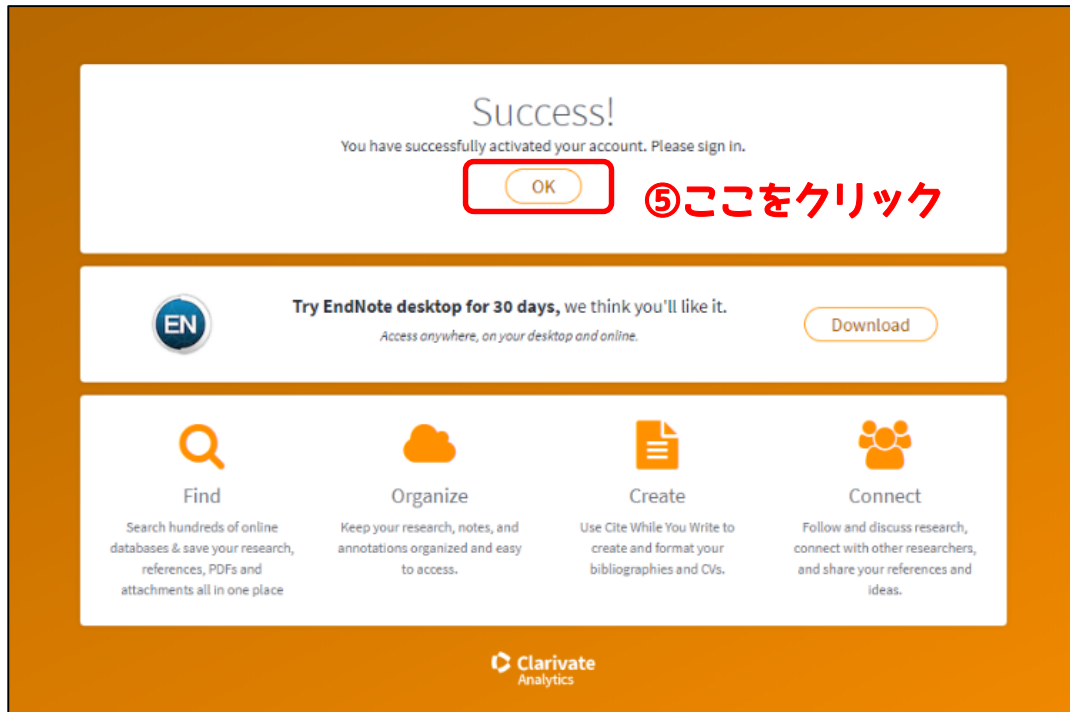 Success!
You have successfully activated your account. Please sign in.
OK
⑤ここをクリック
EN
Try EndNote desktop for 30 days, we think you'll like it.
Access anywhere, on your desktop and online.
Download
Find
Search hundreds of online
databases & save your research,
references, PDFs and
attachments all in one place
Organize
Keep your research, notes, and
annotations organized and easy
to access.
Create
Use Cite While You Write to
create and format your
bibliographies and CVs.
Connect
Follow and discuss research,
connect with other researchers,
and share your references and
ideas.
Clarivate
Analytics